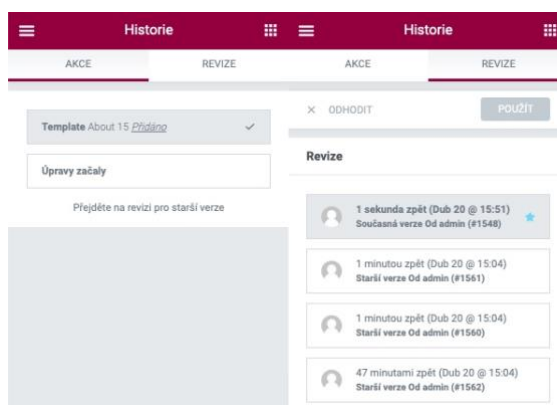 Historie
AKCE REVIZE
Template About 15 Přidáno
Úpravy začaly
Přejděte na revizi pro starší verze
Historie
AKCE REVIZE
ODHODIT POUŽÍT
Revize
1 sekunda zpět (Dub 20 @ 15:51)
Současná verze Od admin (#1548)
1 minutou zpět (Dub 20 @ 15:04)
Starší verze Od admin (#1561)
1 minutou zpět (Dub 20 @ 15:04)
Starší verze Od admin (#1560)
47 minutami zpět (Dub 20 @ 15:04)
Starší verze Od admin (#1562)